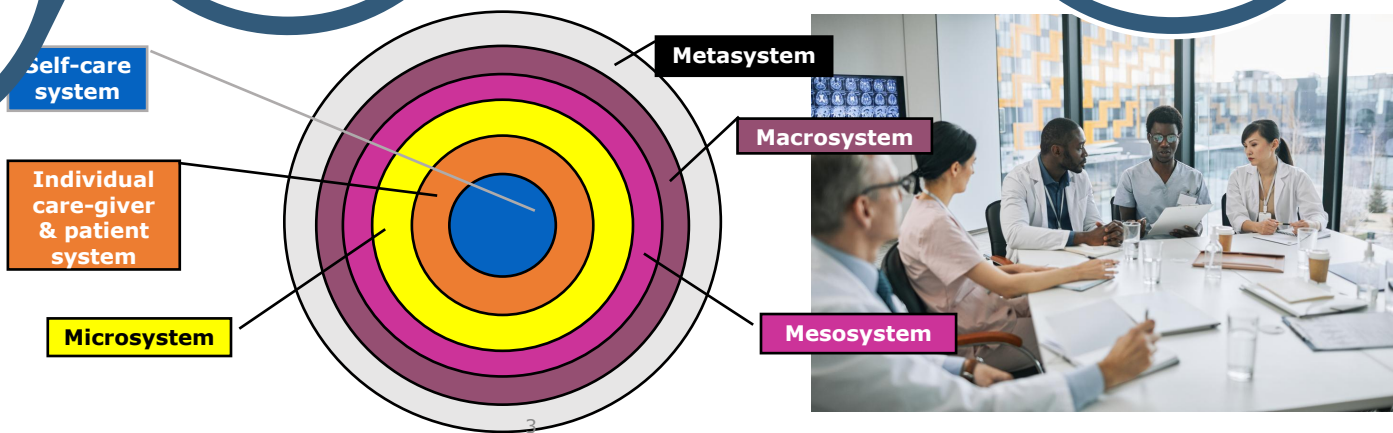 Self-care
system
Metasystem
Macrosystem
Individual
care-giver
& patient
system
Microsystem
Mesosystem
3